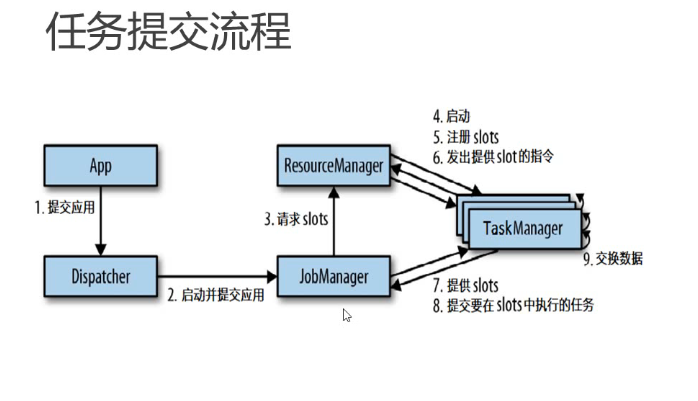 任务提交流程
4. 启动
5. 注册 slots
6. 发出提供 slot 的指令
App
ResourceManager
1. 提交应用
3. 请求 slots
TaskManager
9. 交换数据
Dispatcher
JobManager
2. 启动并提交应用
7. 提供 slots
8. 提交要在 slots 中执行的任务